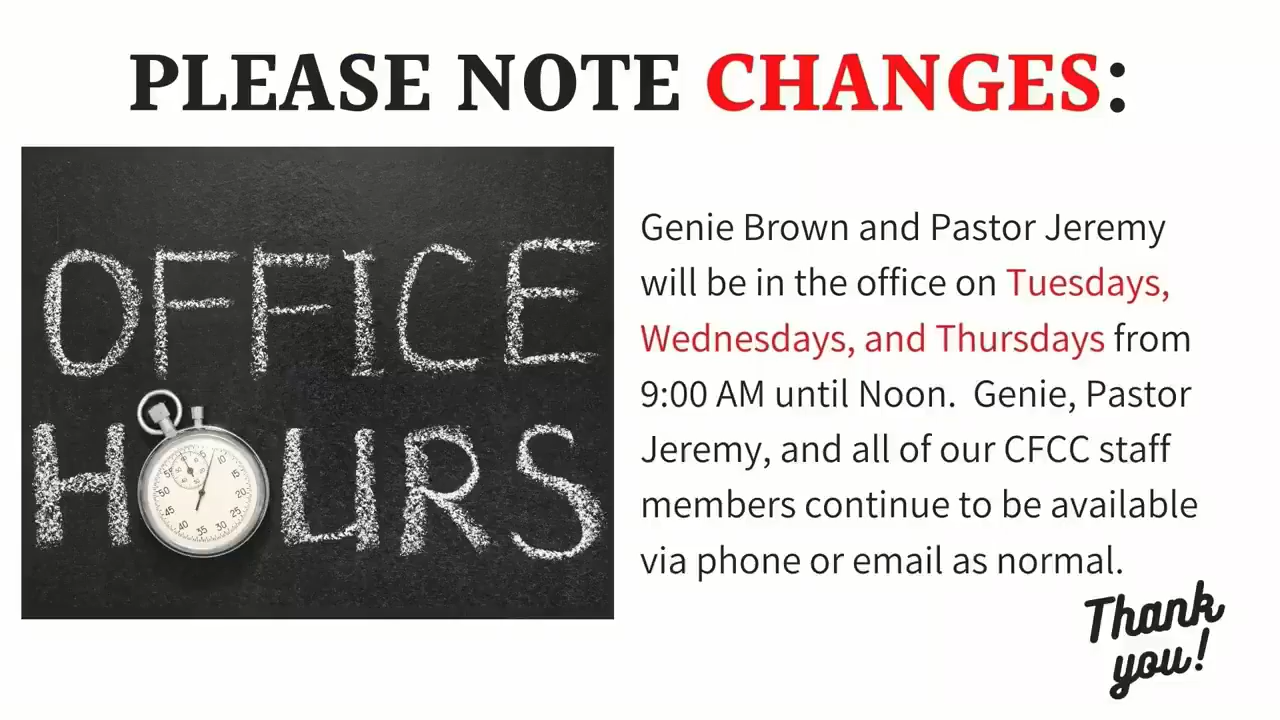 PLEASE NOTE CHANGES:
OFFICE
HOURS
Genie Brown and Pastor Jeremy
will be in the office on Tuesdays,
Wednesdays, and Thursdays from
9:00 AM until Noon.  Genie, Pastor
Jeremy, and all of our CFCC staff
members continue to be available
via phone or email as normal.
Thank
you!